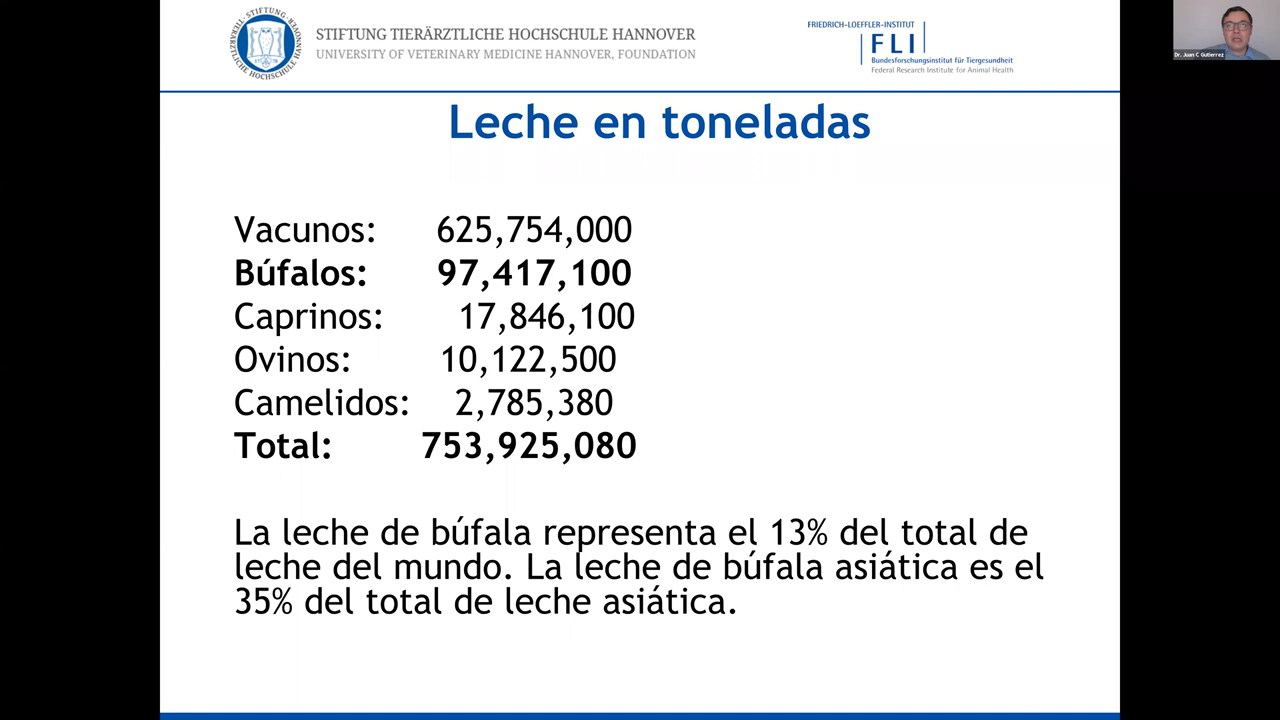 STIFTUNG TIERÄRZTLICHE HOCHSCHULE HANNOVER
UNIVERSITY OF VETERINARY MEDICINE HANNOVER, FOUNDATION
FRIEDRICH-LOEFFLER-INSTITUT
FLI
Bundesforschungsinstitut für Tiergesundheit
Federal Research Institute for Animal Health
Dr. Juan C Gutierrez
Leche en toneladas
Vacunos: 625,754,000
Búfalos: 97,417,100
Caprinos: 17,846,100
Ovinos: 10,122,500
Camelidos: 2,785,380
Total: 753,925,080
La leche de búfala representa el 13% del total de
leche del mundo. La leche de búfala asiática es el
35% del total de leche asiática.